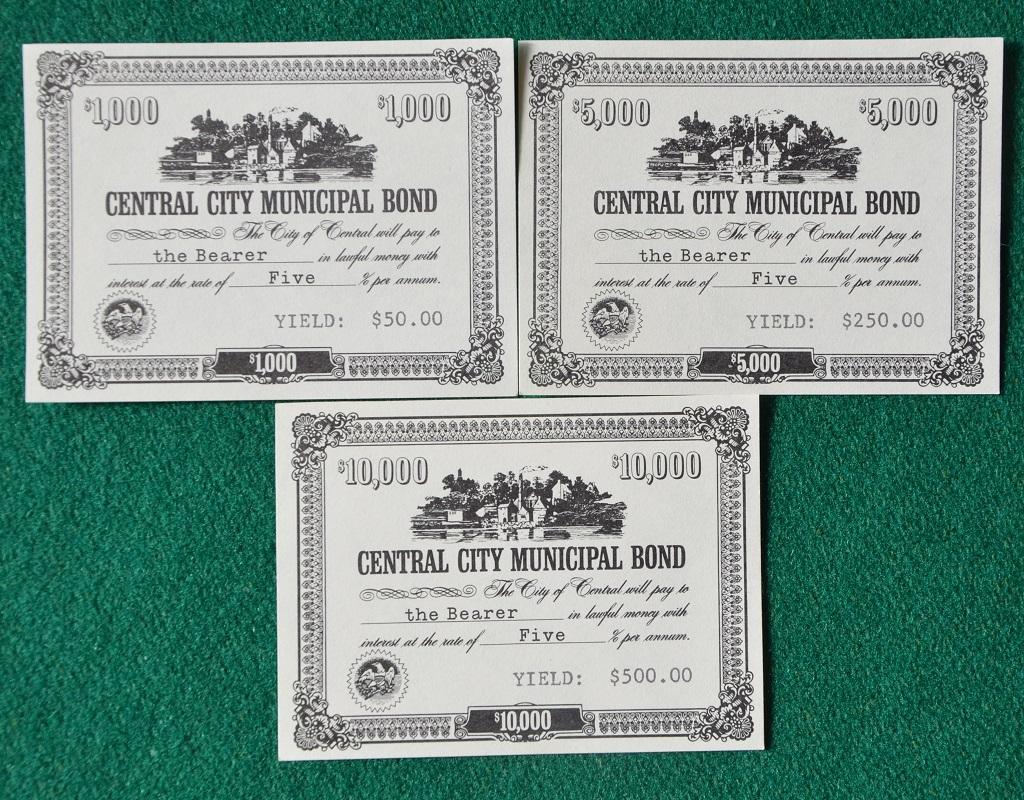 $1,000 $1,000
CENTRAL CITY MUNICIPAL BOND
The City of Central will pay to
the Bearer in lawful money with
interest at the rate of Five % per annum.
YIELD: $50.00
$1,000
$5,000 $5,000
CENTRAL CITY MUNICIPAL BOND
The City of Central will pay to
the Bearer in lawful money with
interest at the rate of Five % per annum.
YIELD: $250.00
$5,000
$10,000 $10,000
CENTRAL CITY MUNICIPAL BOND
The City of Central will pay to
the Bearer in lawful money with
interest at the rate of Five % per annum.
YIELD: $500.00
$10,000